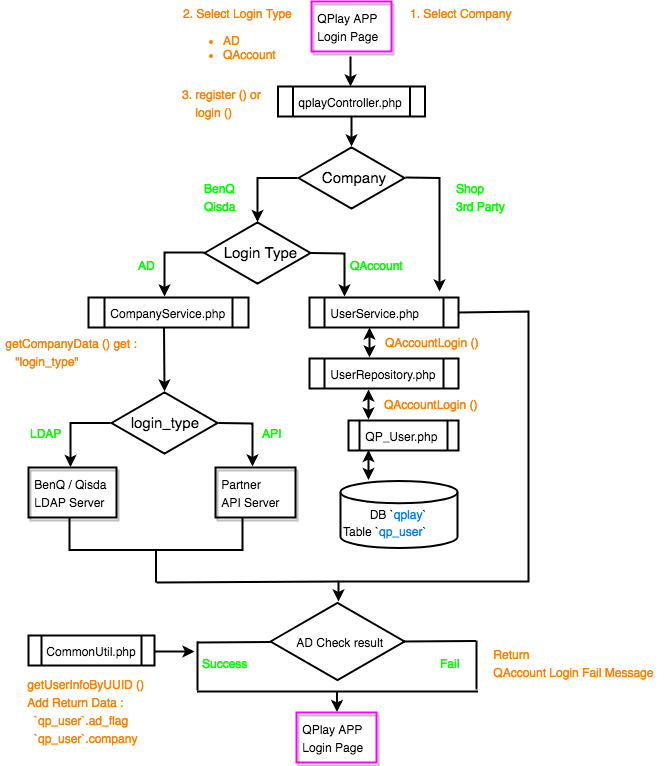 2. Select Login Type
• AD
• QAccount
QPlay APP
Login Page
1. Select Company
3. register () or
login ()
qplayController.php
Company
BenQ
Qisda
Shop
3rd Party
Login Type
AD
QAccount
CompanyService.php
UserService.php
getCompanyData () get :
"login_type"
QAccountLogin ()
UserRepository.php
QAccountLogin ()
login_type
LDAP
API
QP_User.php
BenQ / Qisda
LDAP Server
Partner
API Server
DB `qplay`
Table `qp_user`
AD Check result
CommonUtil.php
Success
Fail
Return
QAccount Login Fail Message
getUserInfoByUUID ()
Add Return Data :
`qp_user`.ad_flag
`qp_user`.company
QPlay APP
Login Page